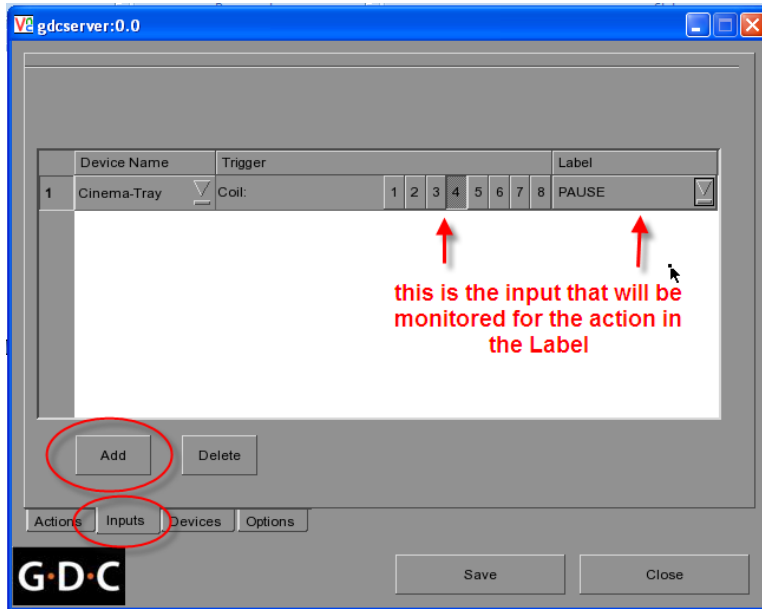 gdcserver:0.0
Device Name Trigger Label
1 Cinema-Tray Coil: 1 2 3 4 5 6 7 8 PAUSE
this is the input that will be
monitored for the action in
the Label
Add Delete
Actions Inputs Devices Options
G·D·C Save Close